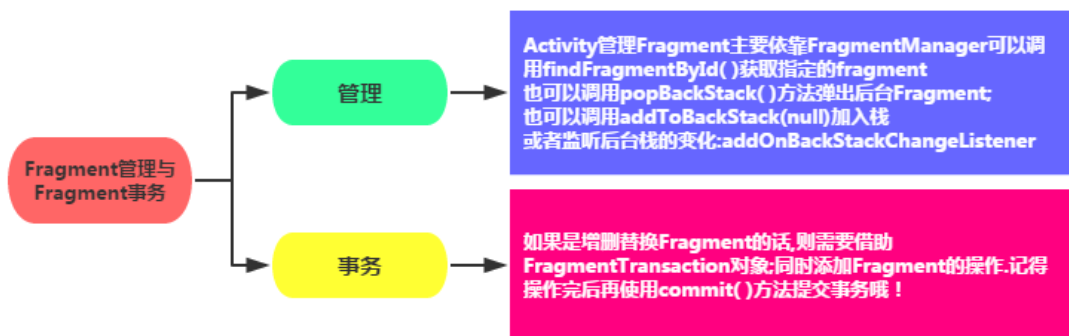 Fragment管理与
Fragment事务
管理
Activity管理Fragment主要依靠FragmentManager可以调
用findFragmentById( )获取指定的fragment
也可以调用popBackStack( )方法弹出后台Fragment;
也可以调用addToBackStack(null)加入栈
或者监听后台栈的变化:addOnBackStackChangeListener
事务
如果是增删替换Fragment的话,则需要借助
FragmentTransaction对象;同时添加Fragment的操作.记得
操作完后再使用commit( )方法提交事务哦！